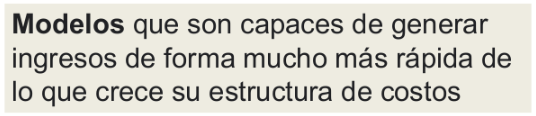 Modelos que son capaces de generar
ingresos de forma mucho más rápida de
lo que crece su estructura de costos